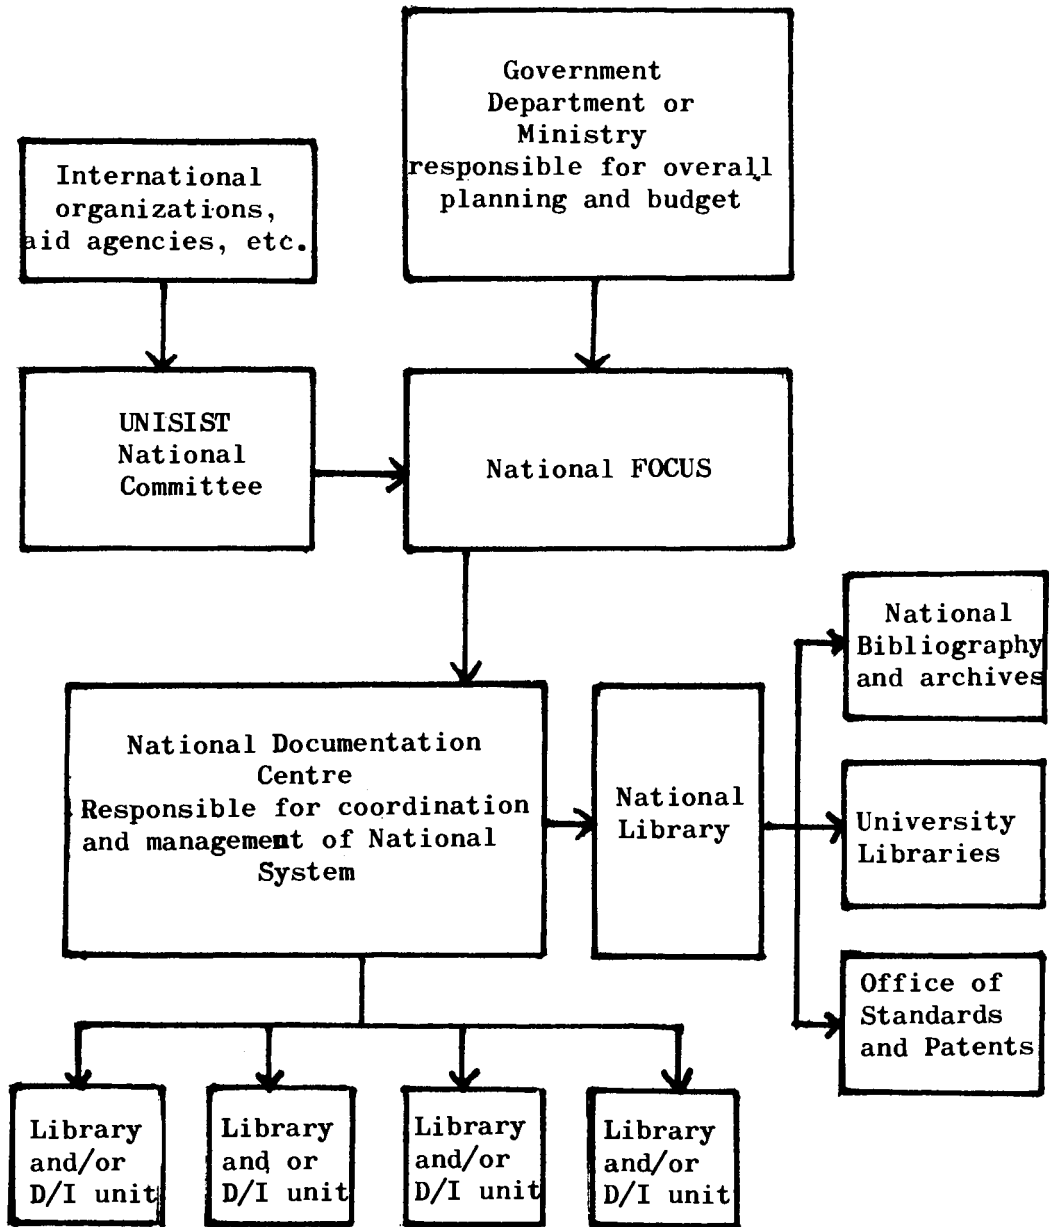 Government
Department or
Ministry
responsible for overall
planning and budget
International
organizations,
aid agencies, etc.
UNISIST
National
Committee
National FOCUS
National Documentation
Centre
Responsible for coordination
and management of National
System
National
Library
National
Bibliography
and archives
University
Libraries
Office of
Standards
and Patents
Library
and/or
D/I unit
Library
and or
D/I unit
Library
and/or
D/I unit
Library
and/or
D/I unit